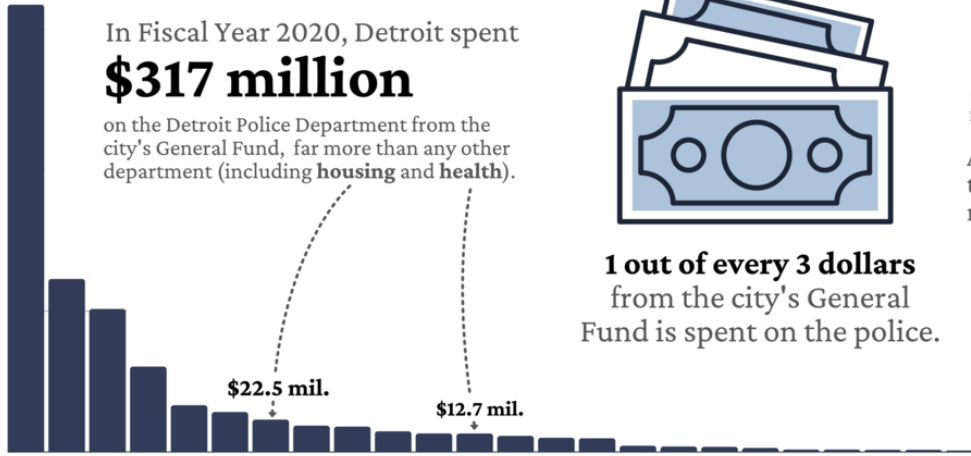 In Fiscal Year 2020, Detroit spent
$317 million
on the Detroit Police Department from the
city's General Fund, far more than any other
department (including housing and health).
$22.5 mil.
$12.7 mil.
1 out of every 3 dollars
from the city's General
Fund is spent on the police.